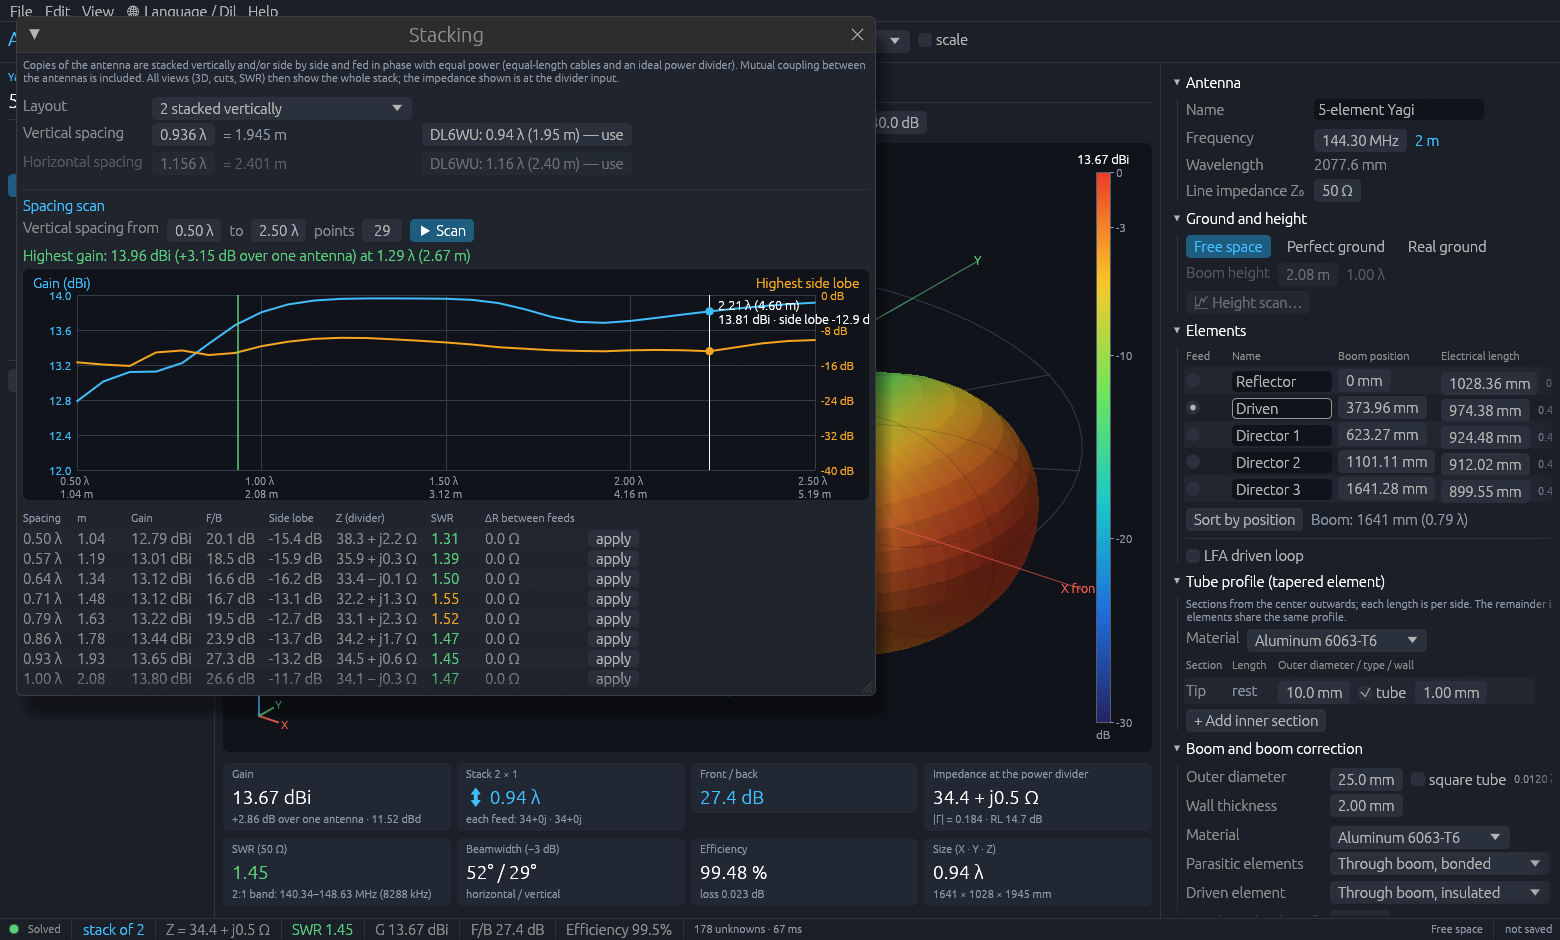 File Edit View Language / Dil Help
Stacking
scale
Copies of the antenna are stacked vertically and/or side by side and fed in phase with equal power (equal-length cables and an ideal power divider). Mutual coupling between
the antennas is included. All views (3D, cuts, SWR) then show the whole stack; the impedance shown is at the divider input.
Layout 2 stacked vertically
Vertical spacing 0.936 λ = 1.945 m DL6WU: 0.94 λ (1.95 m) — use
Horizontal spacing 1.156 λ = 2.401 m DL6WU: 1.16 λ (2.40 m) — use
Spacing scan
Vertical spacing from 0.50 λ to 2.50 λ points 29 Scan
Highest gain: 13.96 dBi (+3.15 dB over one antenna) at 1.29 λ (2.67 m)
Gain (dBi) Highest side lobe
14.0 0 dB
2.21 λ (4.60 m)
13.81 dBi · side lobe -12.9 d
13.6 -8 dB
13.2 -16 dB
12.8 -24 dB
12.4 -32 dB
12.0 -40 dB
0.50 λ 1.00 λ 1.50 λ 2.00 λ 2.50 λ
1.04 m 2.08 m 3.12 m 4.16 m 5.19 m
Spacing m Gain F/B Side lobe Z (divider) SWR ΔR between feeds
0.50 λ 1.04 12.79 dBi 20.1 dB -15.4 dB 38.3 + j2.2 Ω 1.31 0.0 Ω apply
0.57 λ 1.19 13.01 dBi 18.5 dB -15.9 dB 35.9 + j0.3 Ω 1.39 0.0 Ω apply
0.64 λ 1.34 13.12 dBi 16.6 dB -16.2 dB 33.4 − j0.1 Ω 1.50 0.0 Ω apply
0.71 λ 1.48 13.12 dBi 16.7 dB -13.1 dB 32.2 + j1.3 Ω 1.55 0.0 Ω apply
0.79 λ 1.63 13.22 dBi 19.5 dB -12.7 dB 33.1 + j2.3 Ω 1.52 0.0 Ω apply
0.86 λ 1.78 13.44 dBi 23.9 dB -13.7 dB 34.2 + j1.7 Ω 1.47 0.0 Ω apply
0.93 λ 1.93 13.65 dBi 27.3 dB -13.2 dB 34.5 + j0.6 Ω 1.45 0.0 Ω apply
1.00 λ 2.08 13.80 dBi 26.6 dB -11.7 dB 34.1 − j0.3 Ω 1.47 0.0 Ω apply
0.0 dB
13.67 dBi
0
-3
-10
-20
-30
dB
Y
X fron
Y
X
Gain
13.67 dBi
+2.86 dB over one antenna · 11.52 dBd
Stack 2 × 1
0.94 λ
each feed: 34+0j · 34+0j
Front / back
27.4 dB
Impedance at the power divider
34.4 + j0.5 Ω
|Γ| = 0.184 · RL 14.7 dB
SWR (50 Ω)
1.45
2:1 band: 140.34–148.63 MHz (8288 kHz)
Beamwidth (−3 dB)
52° / 29°
horizontal / vertical
Efficiency
99.48 %
loss 0.023 dB
Size (X · Y · Z)
0.94 λ
1641 × 1028 × 1945 mm
Antenna
Name 5-element Yagi
Frequency 144.30 MHz 2 m
Wavelength 2077.6 mm
Line impedance Z₀ 50 Ω
Ground and height
Free space Perfect ground Real ground
Boom height 2.08 m 1.00 λ
Height scan…
Elements
Feed Name Boom position Electrical length
Reflector 0 mm 1028.36 mm 0
Driven 373.96 mm 974.38 mm 0.4
Director 1 623.27 mm 924.48 mm 0.4
Director 2 1101.11 mm 912.02 mm 0.4
Director 3 1641.28 mm 899.55 mm 0.4
Sort by position Boom: 1641 mm (0.79 λ)
LFA driven loop
Tube profile (tapered element)
Sections from the center outwards; each length is per side. The remainder i
elements share the same profile.
Material Aluminum 6063-T6
Section Length Outer diameter / type / wall
Tip rest 10.0 mm ✓ tube 1.00 mm
+ Add inner section
Boom and boom correction
Outer diameter 25.0 mm square tube 0.0120
Wall thickness 2.00 mm
Material Aluminum 6063-T6
Parasitic elements Through boom, bonded
Driven element Through boom, insulated
Solved stack of 2 Z = 34.4 + j0.5 Ω SWR 1.45 G 13.67 dBi F/B 27.4 dB Efficiency 99.5% 178 unknowns · 67 ms Free space not saved